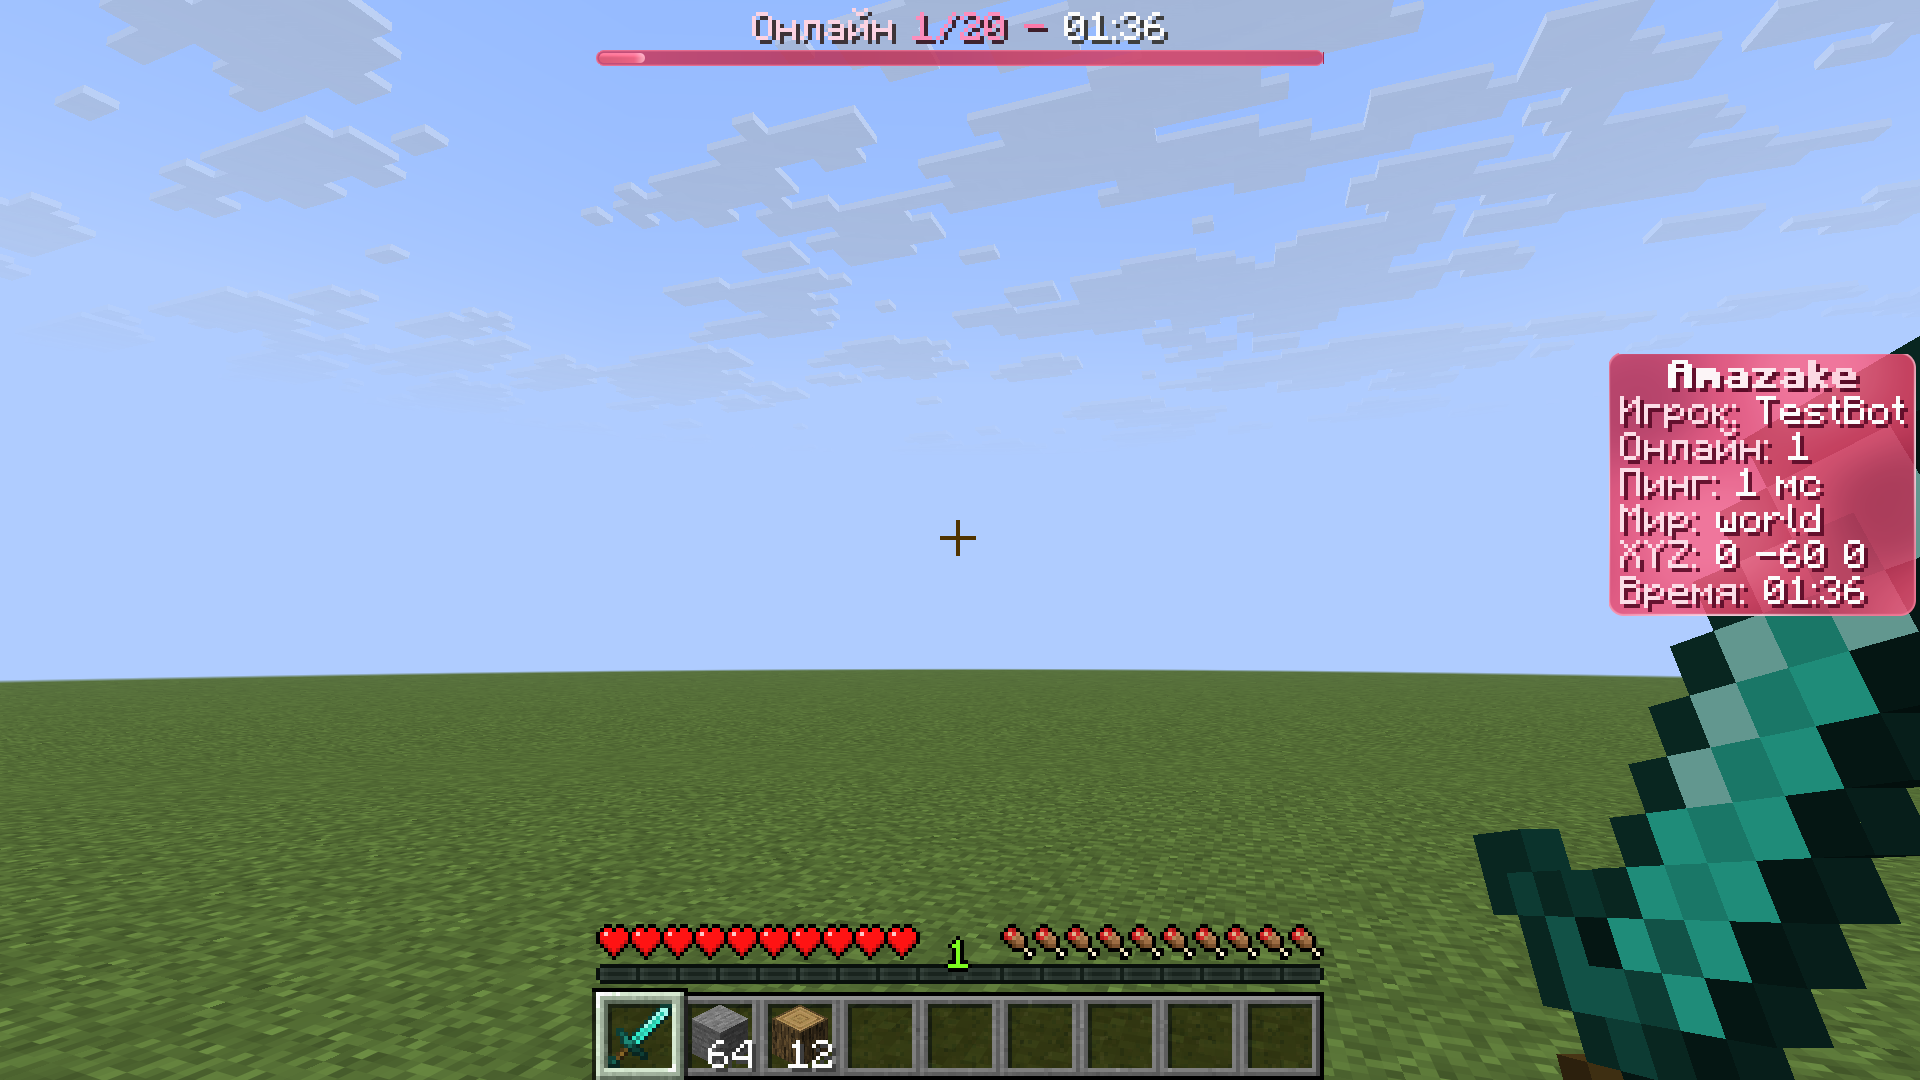 Онлайн 1/20 - 01:36
Amazake
Игрок: TestBot
Онлайн: 1
Пинг: 1 мс
Мир: world
XYZ: 0 -60 0
Время: 01:36
1
64
12